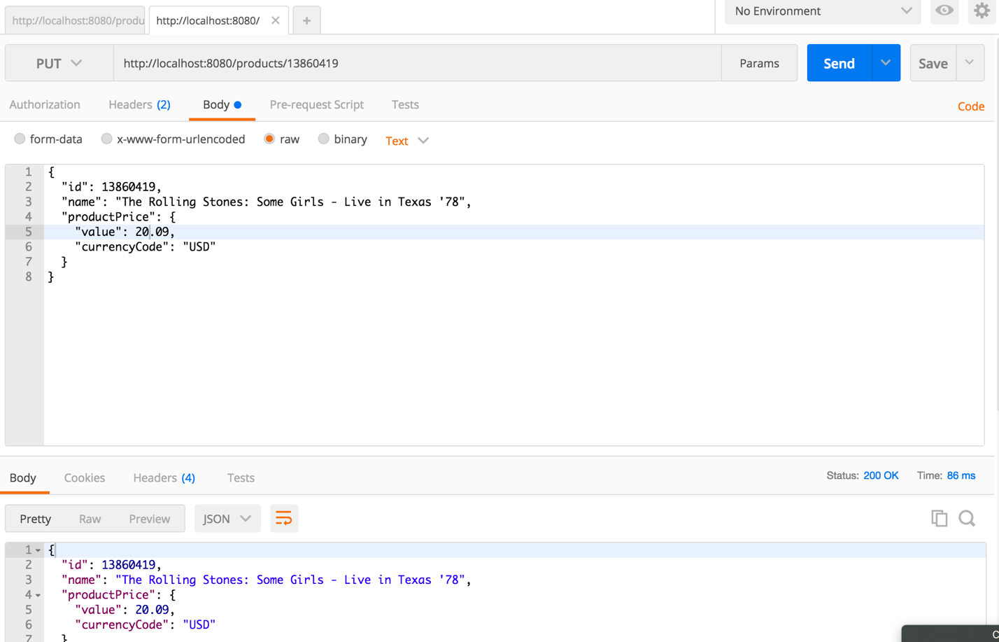 http://localhost:8080/produ http://localhost:8080/ No Environment
PUT http://localhost:8080/products/13860419 Params Send Save
Authorization Headers (2) Body Pre-request Script Tests Code
form-data x-www-form-urlencoded raw binary Text
1 {
2 "id": 13860419,
3 "name": "The Rolling Stones: Some Girls - Live in Texas '78",
4 "productPrice": {
5 "value": 20.09,
6 "currencyCode": "USD"
7 }
8 }
Body Cookies Headers (4) Tests Status: 200 OK Time: 86 ms
Pretty Raw Preview JSON
1 {
2 "id": 13860419,
3 "name": "The Rolling Stones: Some Girls - Live in Texas '78",
4 "productPrice": {
5 "value": 20.09,
6 "currencyCode": "USD"
7 }